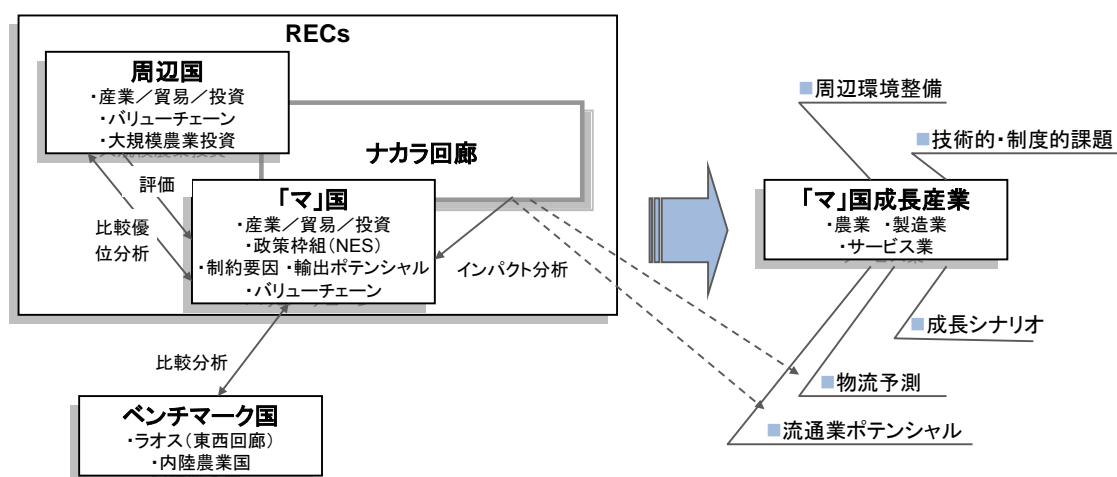 RECs
周辺国
・産業／貿易／投資
・バリューチェーン
・大規模農業投資
ナカラ回廊
評価
比較優
位分析
「マ」国
・産業／貿易／投資
・政策枠組(NES)
・制約要因 ・輸出ポテンシャル
・バリューチェーン
インパクト分析
比較分析
ベンチマーク国
・ラオス(東西回廊)
・内陸農業国
■周辺環境整備
■技術的・制度的課題
「マ」国成長産業
・農業 ・製造業
・サービス業
■成長シナリオ
■物流予測
■流通業ポテンシャル